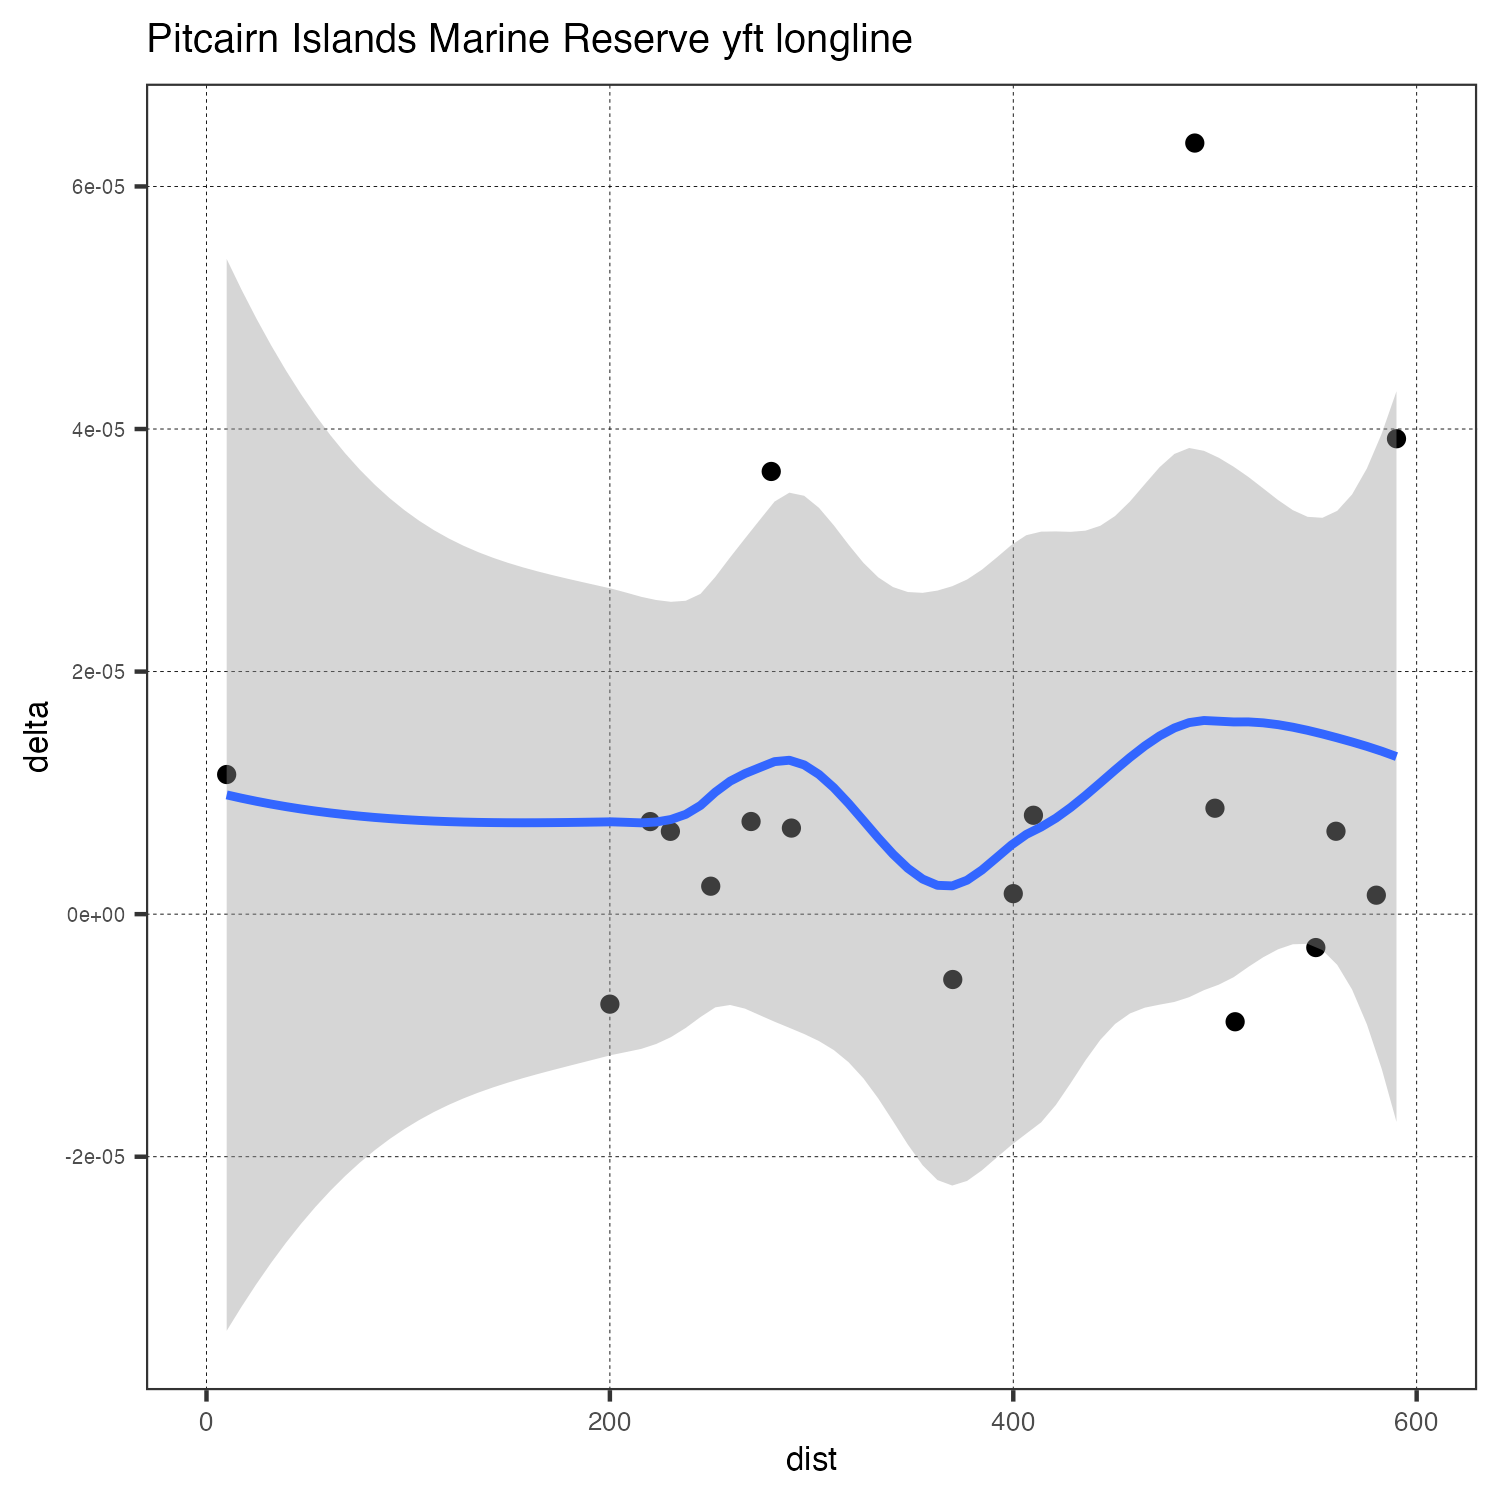 Pitcairn Islands Marine Reserve yft longline
6e-05
4e-05
2e-05
0e+00
-2e-05
delta
0 200 400 600
dist